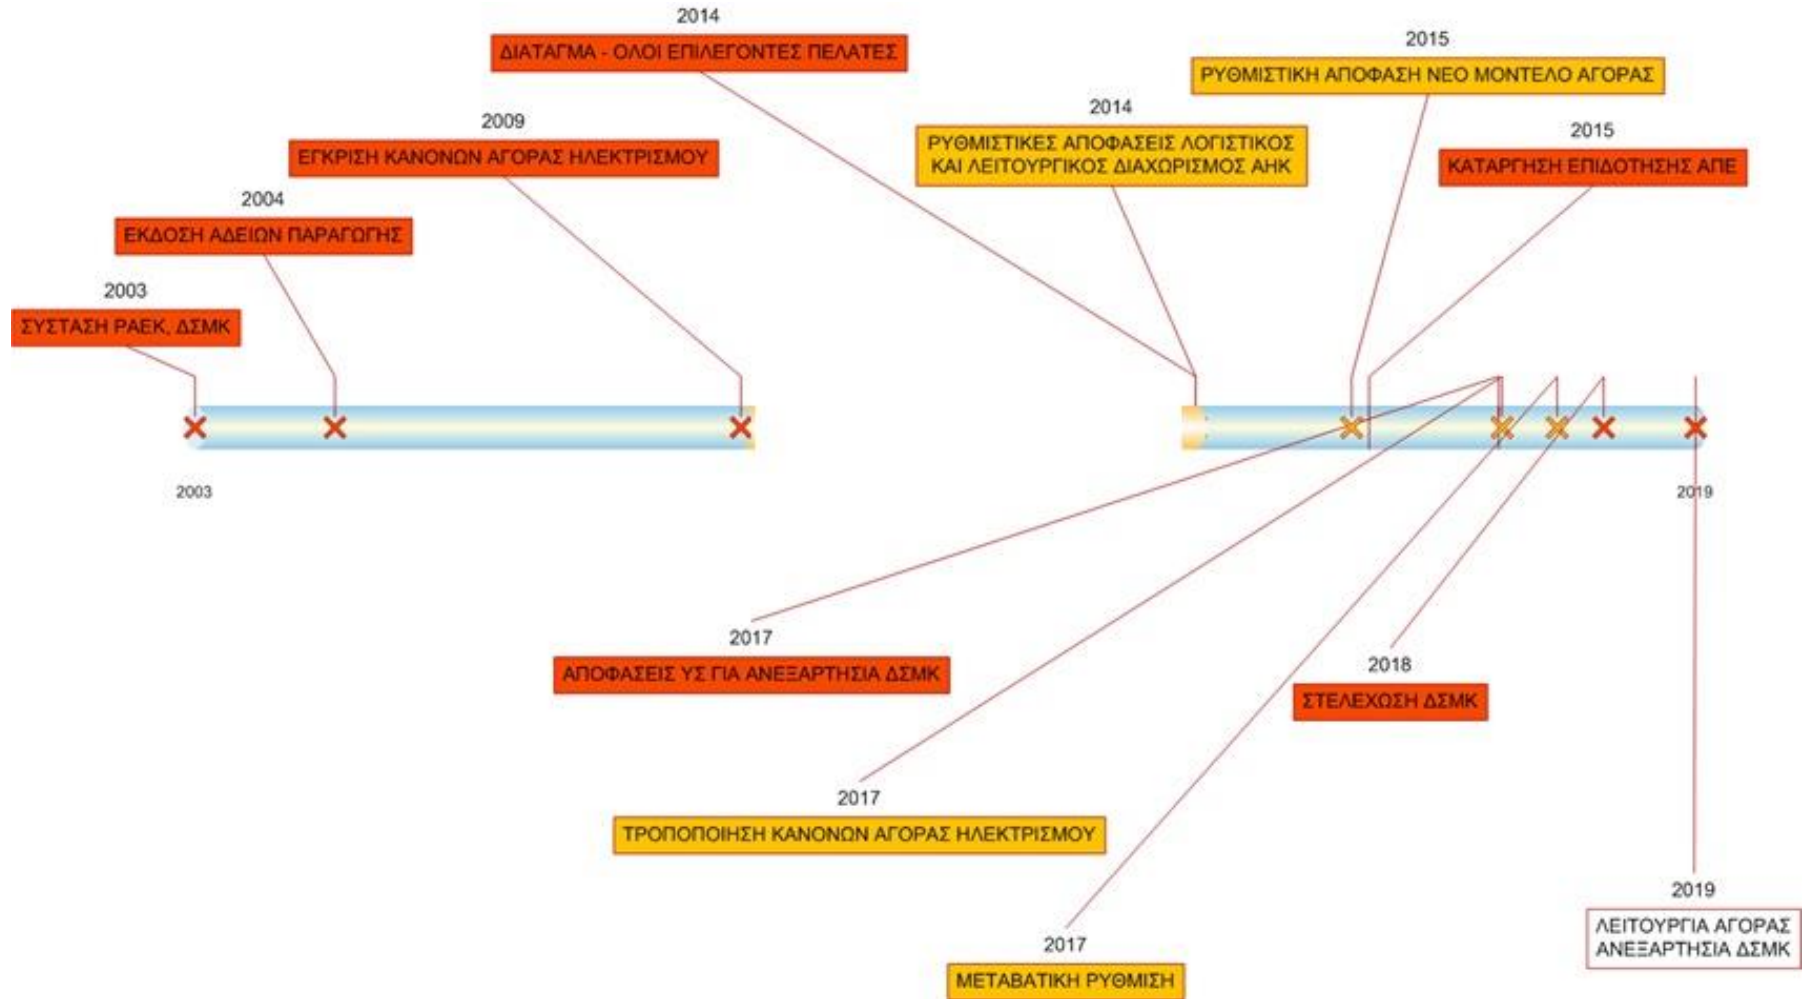 2014
ΔΙΑΤΑΓΜΑ - ΟΛΟΙ ΕΠΙΛΕΓΟΝΤΕΣ ΠΕΛΑΤΕΣ
2015
ΡΥΘΜΙΣΤΙΚΗ ΑΠΟΦΑΣΗ ΝΕΟ ΜΟΝΤΕΛΟ ΑΓΟΡΑΣ
2014
ΡΥΘΜΙΣΤΙΚΕΣ ΑΠΟΦΑΣΕΙΣ ΛΟΓΙΣΤΙΚΟΣ
ΚΑΙ ΛΕΙΤΟΥΡΓΙΚΟΣ ΔΙΑΧΩΡΙΣΜΟΣ ΑΗΚ
2009
ΕΓΚΡΙΣΗ ΚΑΝΟΝΩΝ ΑΓΟΡΑΣ ΗΛΕΚΤΡΙΣΜΟΥ
2015
ΚΑΤΑΡΓΗΣΗ ΕΠΙΔΟΤΗΣΗΣ ΑΠΕ
2004
ΕΚΔΟΣΗ ΑΔΕΙΩΝ ΠΑΡΑΓΩΓΗΣ
2003
ΣΥΣΤΑΣΗ ΡΑΕΚ, ΔΣΜΚ
2003
2019
2017
ΑΠΟΦΑΣΕΙΣ ΥΣ ΓΙΑ ΑΝΕΞΑΡΤΗΣΙΑ ΔΣΜΚ
2018
ΣΤΕΛΕΧΩΣΗ ΔΣΜΚ
2017
ΤΡΟΠΟΠΟΙΗΣΗ ΚΑΝΟΝΩΝ ΑΓΟΡΑΣ ΗΛΕΚΤΡΙΣΜΟΥ
2019
ΛΕΙΤΟΥΡΓΙΑ ΑΓΟΡΑΣ
ΑΝΕΞΑΡΤΗΣΙΑ ΔΣΜΚ
2017
ΜΕΤΑΒΑΤΙΚΗ ΡΥΘΜΙΣΗ